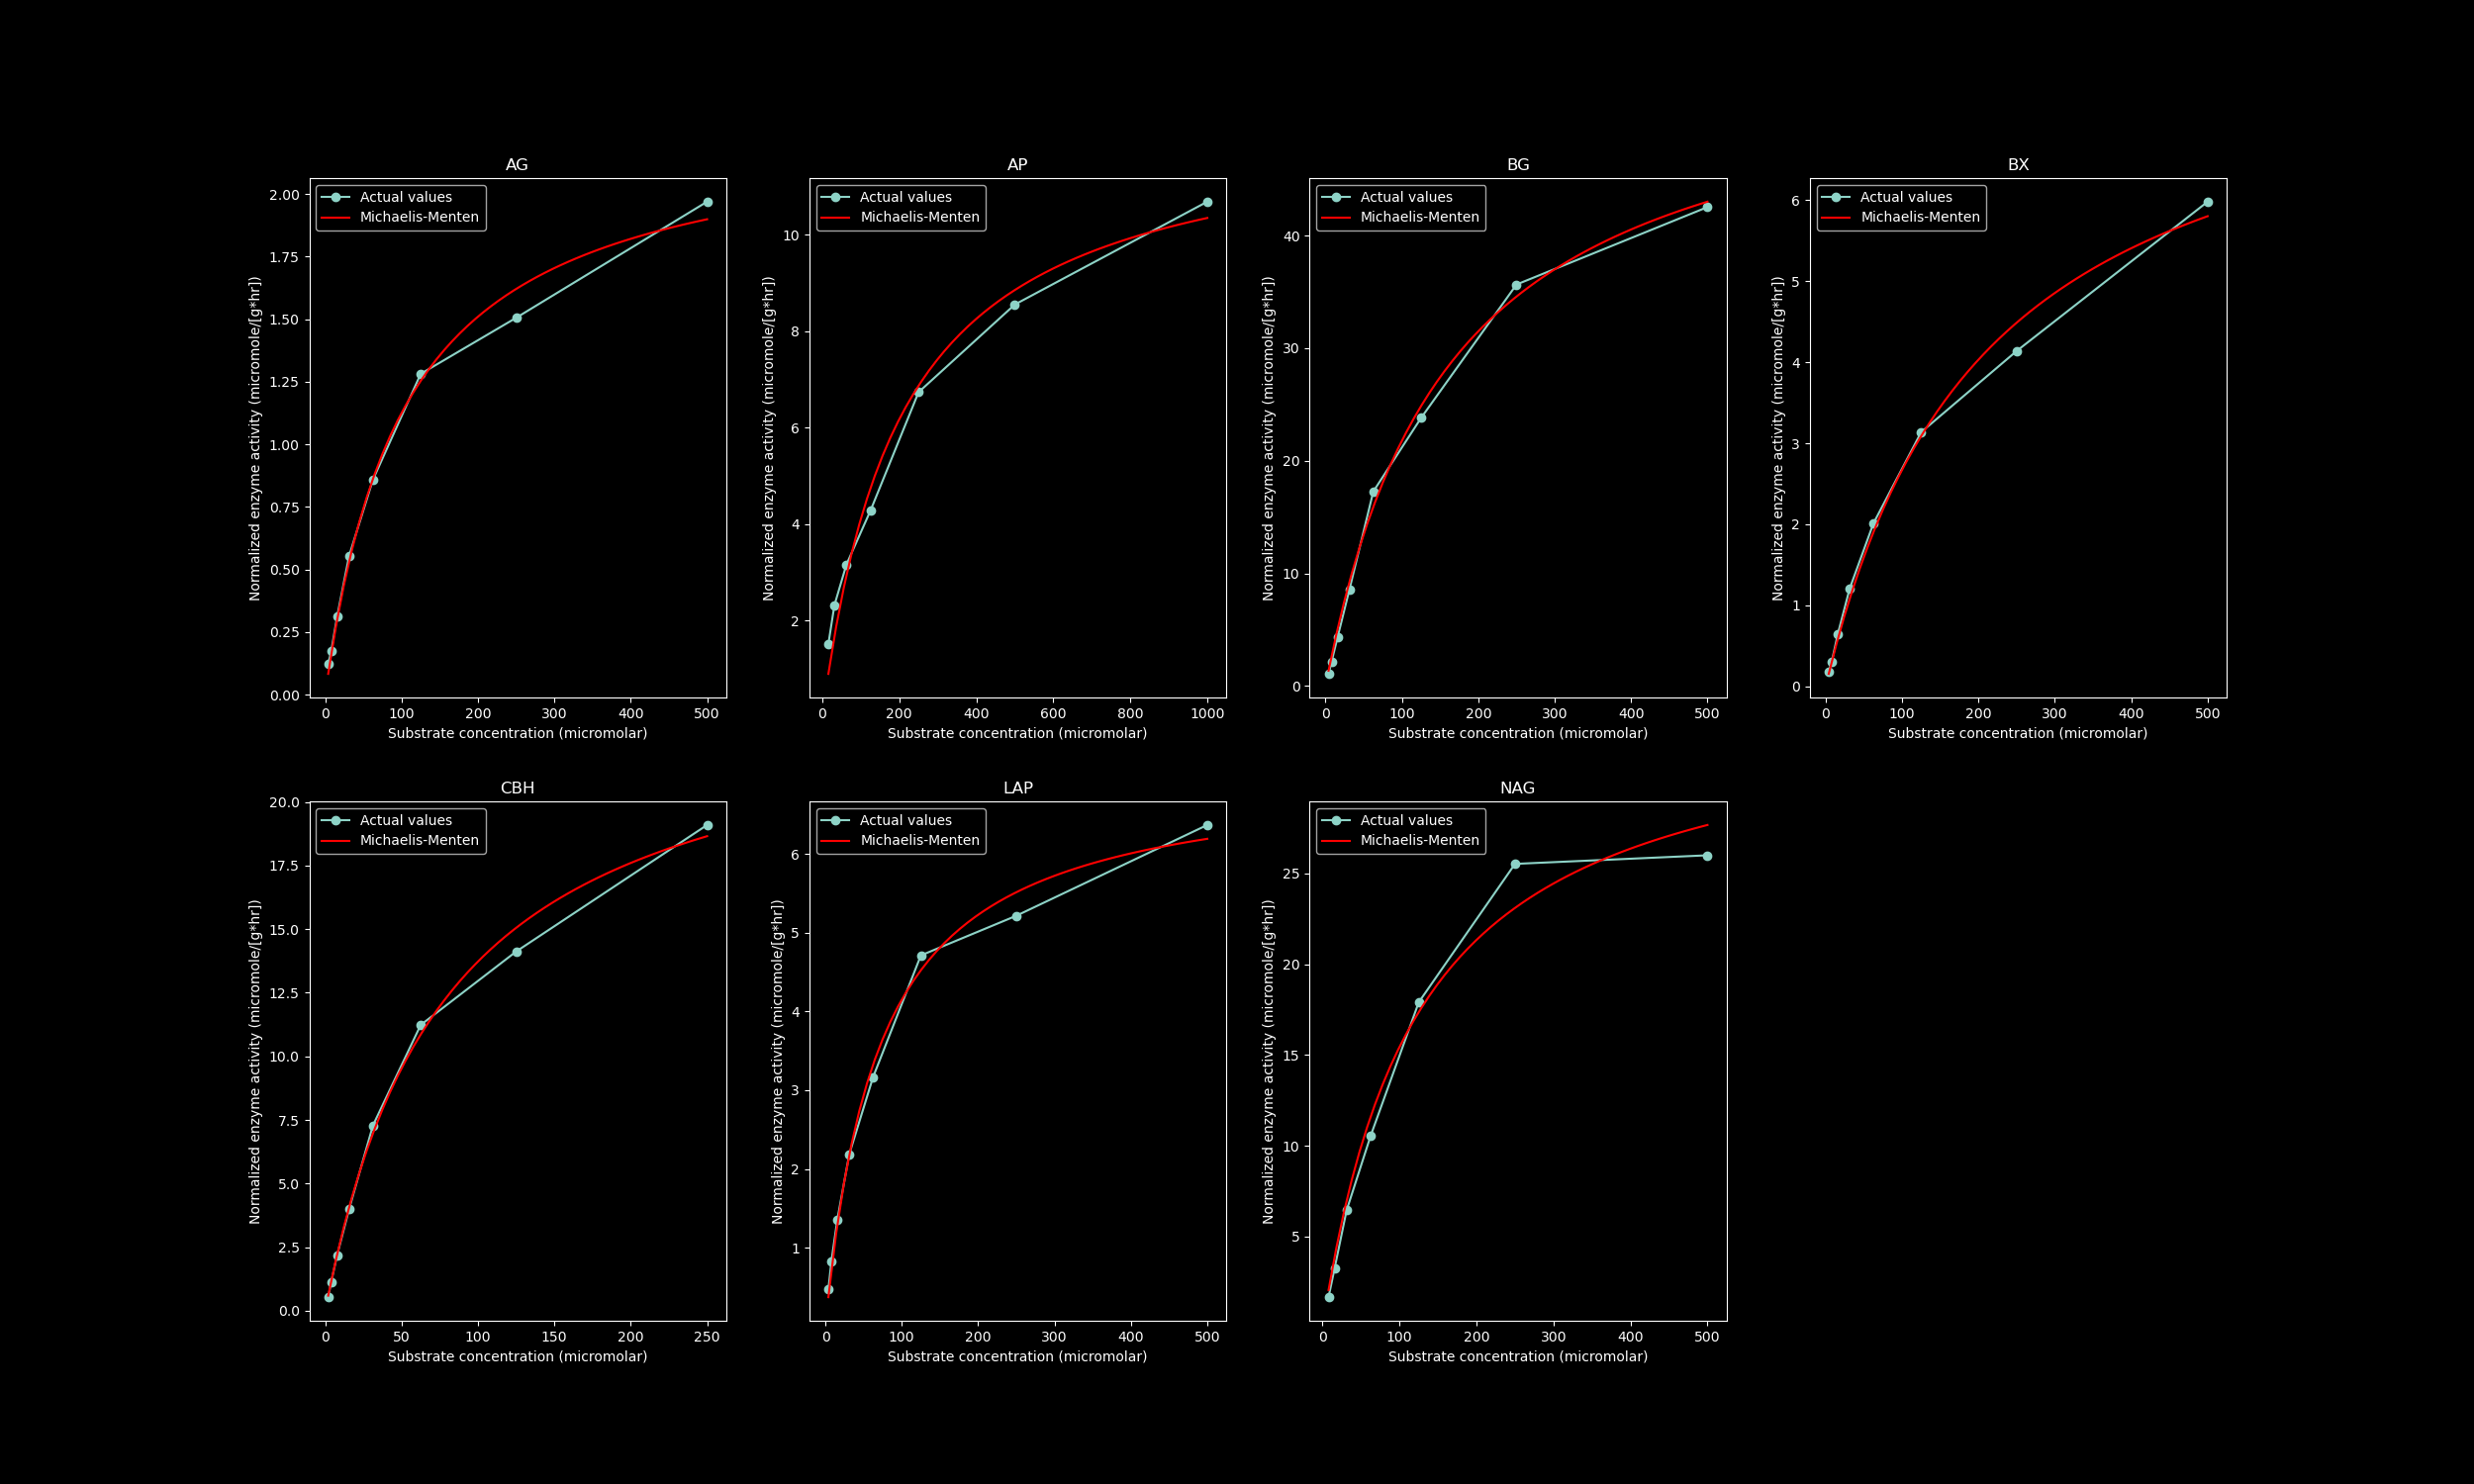 AG
Actual values
Michaelis-Menten
2.00
1.75
1.50
1.25
1.00
0.75
0.50
0.25
0.00
Normalized enzyme activity (micromole/[g*hr])
0 100 200 300 400 500
Substrate concentration (micromolar)
AP
Actual values
Michaelis-Menten
10
8
6
4
2
Normalized enzyme activity (micromole/[g*hr])
0 200 400 600 800 1000
Substrate concentration (micromolar)
BG
Actual values
Michaelis-Menten
40
30
20
10
0
Normalized enzyme activity (micromole/[g*hr])
0 100 200 300 400 500
Substrate concentration (micromolar)
BX
Actual values
Michaelis-Menten
6
5
4
3
2
1
0
Normalized enzyme activity (micromole/[g*hr])
0 100 200 300 400 500
Substrate concentration (micromolar)
CBH
Actual values
Michaelis-Menten
20.0
17.5
15.0
12.5
10.0
7.5
5.0
2.5
0.0
Normalized enzyme activity (micromole/[g*hr])
0 50 100 150 200 250
Substrate concentration (micromolar)
LAP
Actual values
Michaelis-Menten
6
5
4
3
2
1
Normalized enzyme activity (micromole/[g*hr])
0 100 200 300 400 500
Substrate concentration (micromolar)
NAG
Actual values
Michaelis-Menten
25
20
15
10
5
Normalized enzyme activity (micromole/[g*hr])
0 100 200 300 400 500
Substrate concentration (micromolar)